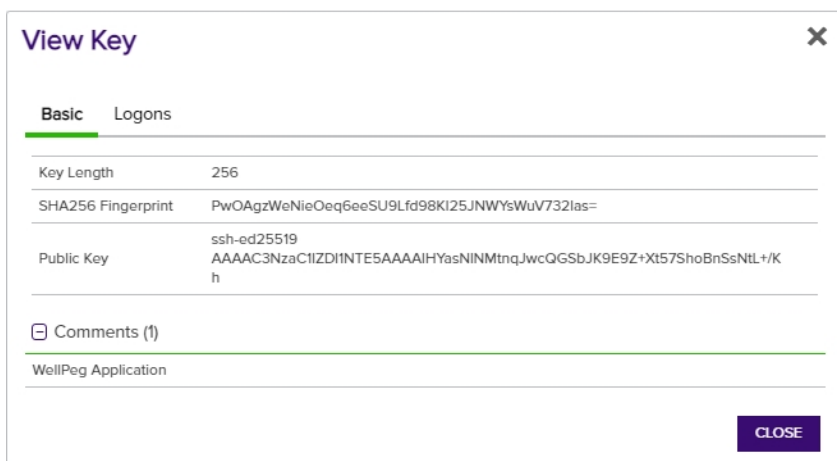 View Key
Basic Logons
Key Length 256
SHA256 Fingerprint PwOAgzWeNieOeq6eeSU9Lfd98KI25JNWYsWuV732Ias=
ssh-ed25519
Public Key AAAAC3NzaC1lZDI1NTE5AAAAIHYasNlNMtnqJwcQGSbJK9E9Z+Xt57ShoBnSsNtL+/K
h
Comments (1)
WellPeg Application
CLOSE